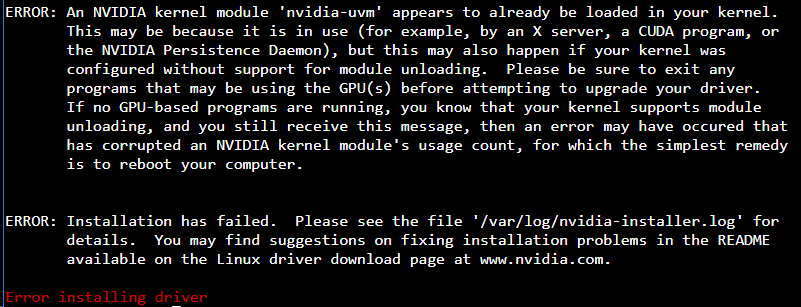 ERROR: An NVIDIA kernel module 'nvidia-uvm' appears to already be loaded in your kernel.
This may be because it is in use (for example, by an X server, a CUDA program, or
the NVIDIA Persistence Daemon), but this may also happen if your kernel was
configured without support for module unloading.  Please be sure to exit any
programs that may be using the GPU(s) before attempting to upgrade your driver.
If no GPU-based programs are running, you know that your kernel supports module
unloading, and you still receive this message, then an error may have occured that
has corrupted an NVIDIA kernel module's usage count, for which the simplest remedy
is to reboot your computer.
ERROR: Installation has failed.  Please see the file '/var/log/nvidia-installer.log' for
details.  You may find suggestions on fixing installation problems in the README
available on the Linux driver download page at www.nvidia.com.
Error installing driver